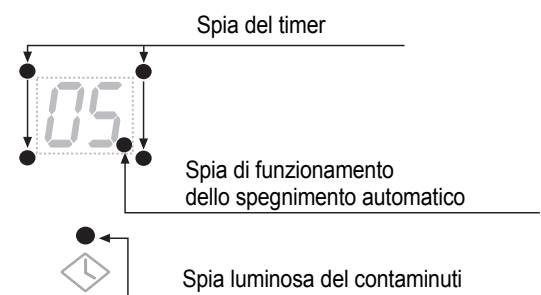 Spia del timer
05.
Spia di funzionamento
dello spegnimento automatico
Spia luminosa del contaminuti